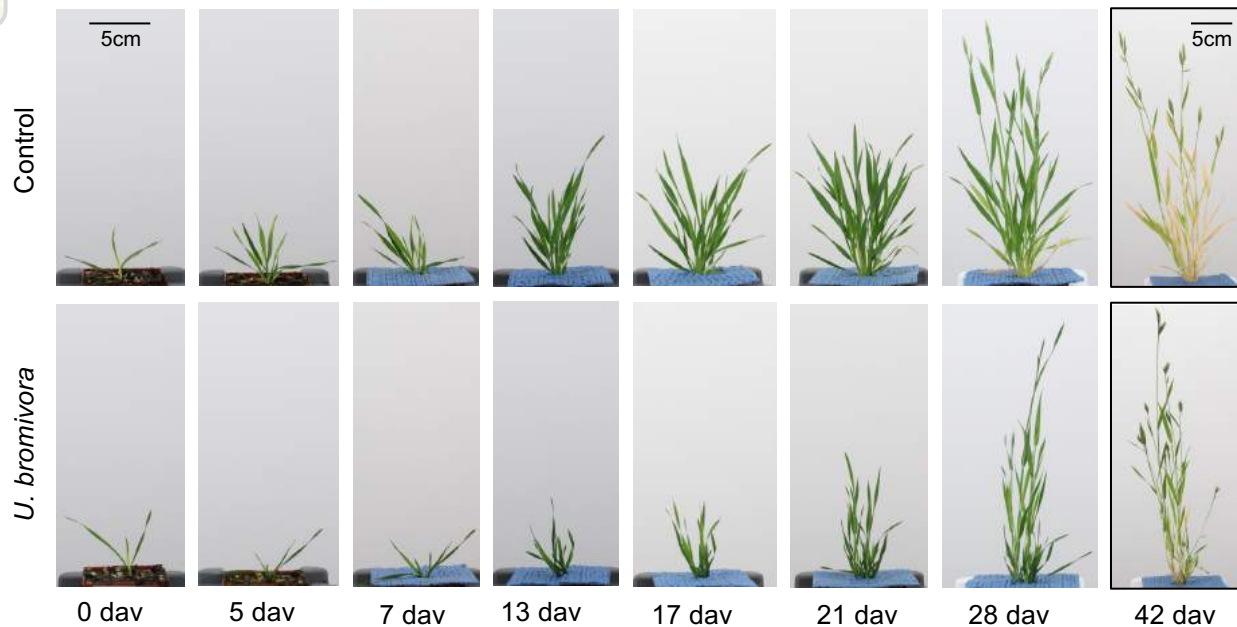 5cm
5cm
Control
U. bromivora
0 dav
5 dav
7 dav
13 dav
17 dav
21 dav
28 dav
42 dav